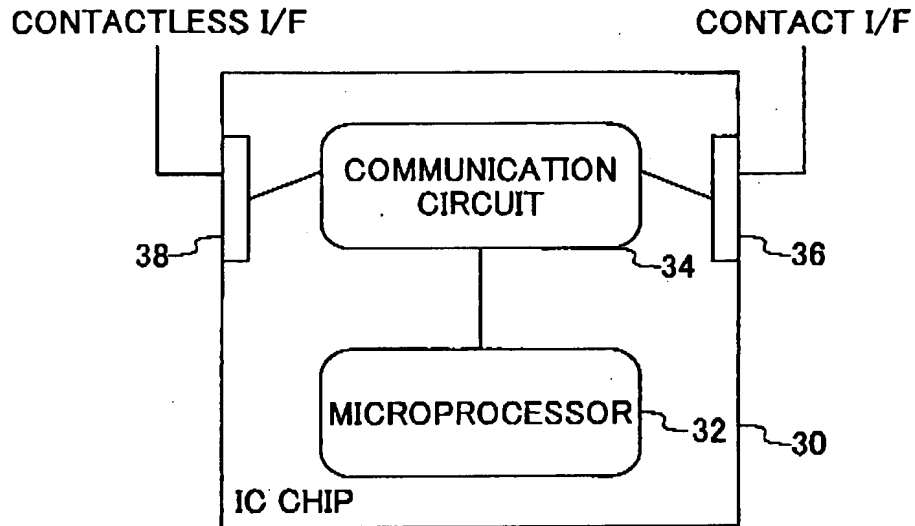 CONTACTLESS I/F
CONTACT I/F
COMMUNICATION
CIRCUIT
38
34
36
MICROPROCESSOR
32
30
IC CHIP